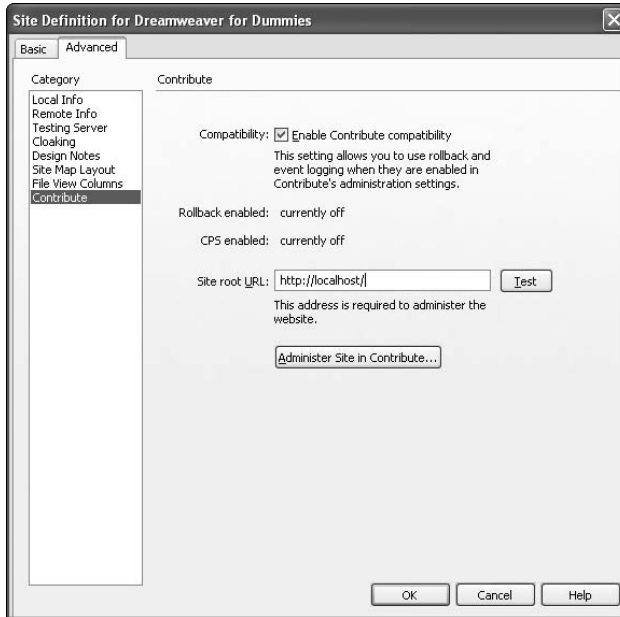 Site Definition for Dreamweaver for Dummies
Basic
Advanced
Category
Local Info
Remote Info
Testing Server
Cloaking
Design Notes
Site Map Layout
File View Columns
Contribute
Contribute
Compatibility: Enable Contribute compatibility
This setting allows you to use rollback and
event logging when they are enabled in
Contribute's administration settings.
Rollback enabled: currently off
CPS enabled: currently off
Site root URL: http://localhost/ Test
This address is required to administer the
website.
Administer Site in Contribute...
OK Cancel Help